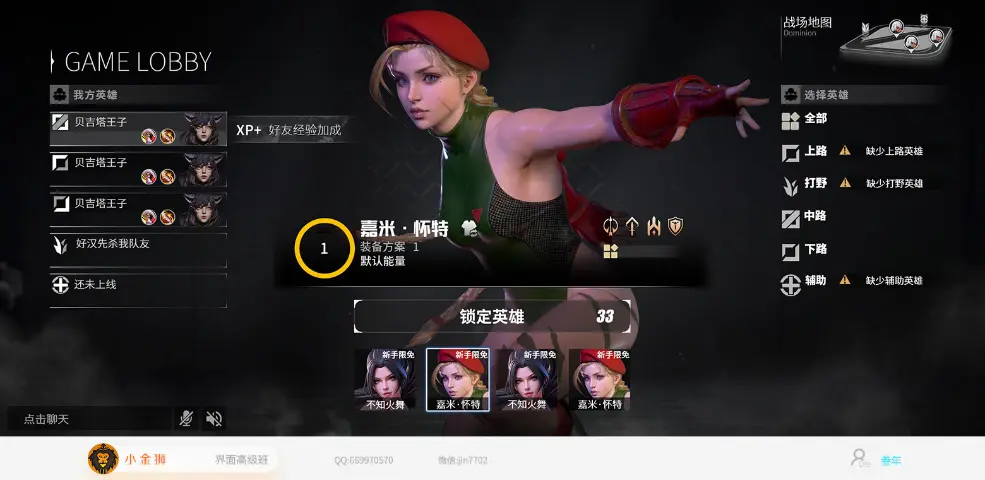 GAME LOBBY
我方英雄
贝吉塔王子
XP+ 好友经验加成
贝吉塔王子
贝吉塔王子
好汉先杀我队友
还未上线
点击聊天
1
嘉米·怀特
装备方案 1
默认能量
锁定英雄 33
新手限免
不知火舞
新手限免
嘉米·怀特
新手限免
不知火舞
新手限免
嘉米·怀特
战场地图
Dominion
选择英雄
全部
上路 缺少上路英雄
打野 缺少打野英雄
中路
下路
辅助 缺少辅助英雄
小金狮
界面高级班
QQ:669970570
微信:jin7702
叁年